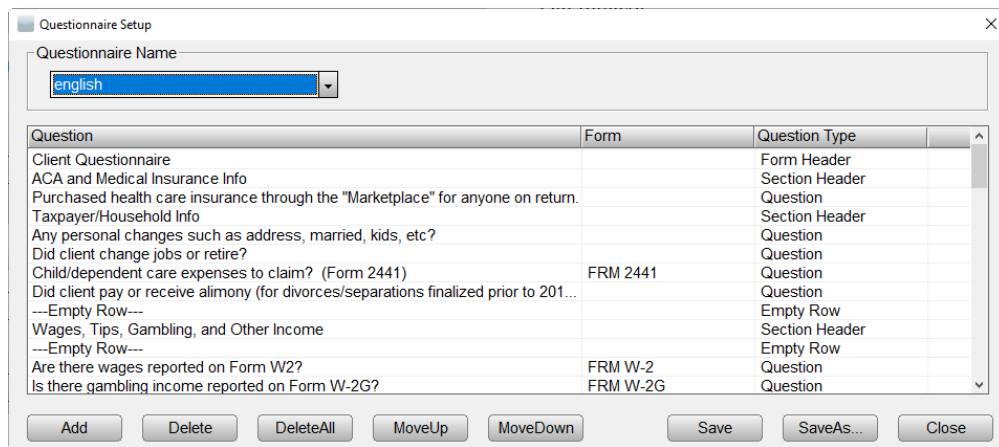 Questionnaire Setup
Questionnaire Name
english
Question Form Question Type
Client Questionnaire Form Header
ACA and Medical Insurance Info Section Header
Purchased health care insurance through the "Marketplace" for anyone on return. Question
Taxpayer/Household Info Section Header
Any personal changes such as address, married, kids, etc? Question
Did client change jobs or retire? Question
Child/dependent care expenses to claim? (Form 2441) FRM 2441 Question
Did client pay or receive alimony (for divorces/separations finalized prior to 201... Question
---Empty Row--- Empty Row
Wages, Tips, Gambling, and Other Income Section Header
---Empty Row--- Empty Row
Are there wages reported on Form W2? FRM W-2 Question
Is there gambling income reported on Form W-2G? FRM W-2G Question
Add Delete DeleteAll MoveUp MoveDown Save SaveAs... Close